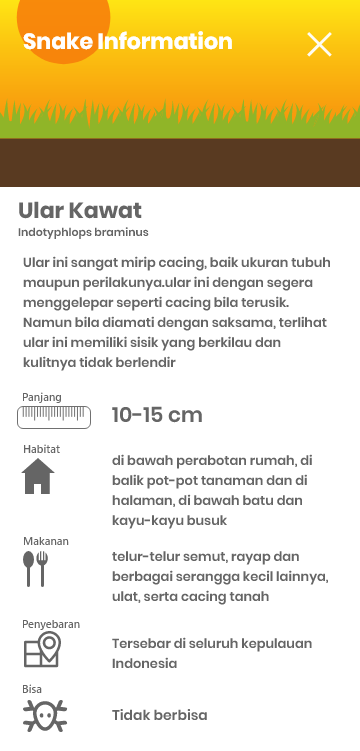 Snake Information
Ular Kawat
Indotyphlops braminus
Ular ini sangat mirip cacing, baik ukuran tubuh
maupun perilakunya.ular ini dengan segera
menggelepar seperti cacing bila terusik.
Namun bila diamati dengan saksama, terlihat
ular ini memiliki sisik yang berkilau dan
kulitnya tidak berlendir
Panjang
10-15 cm
Habitat
di bawah perabotan rumah, di
balik pot-pot tanaman dan di
halaman, di bawah batu dan
kayu-kayu busuk
Makanan
telur-telur semut, rayap dan
berbagai serangga kecil lainnya,
ulat, serta cacing tanah
Penyebaran
Tersebar di seluruh kepulauan
Indonesia
Bisa
Tidak berbisa